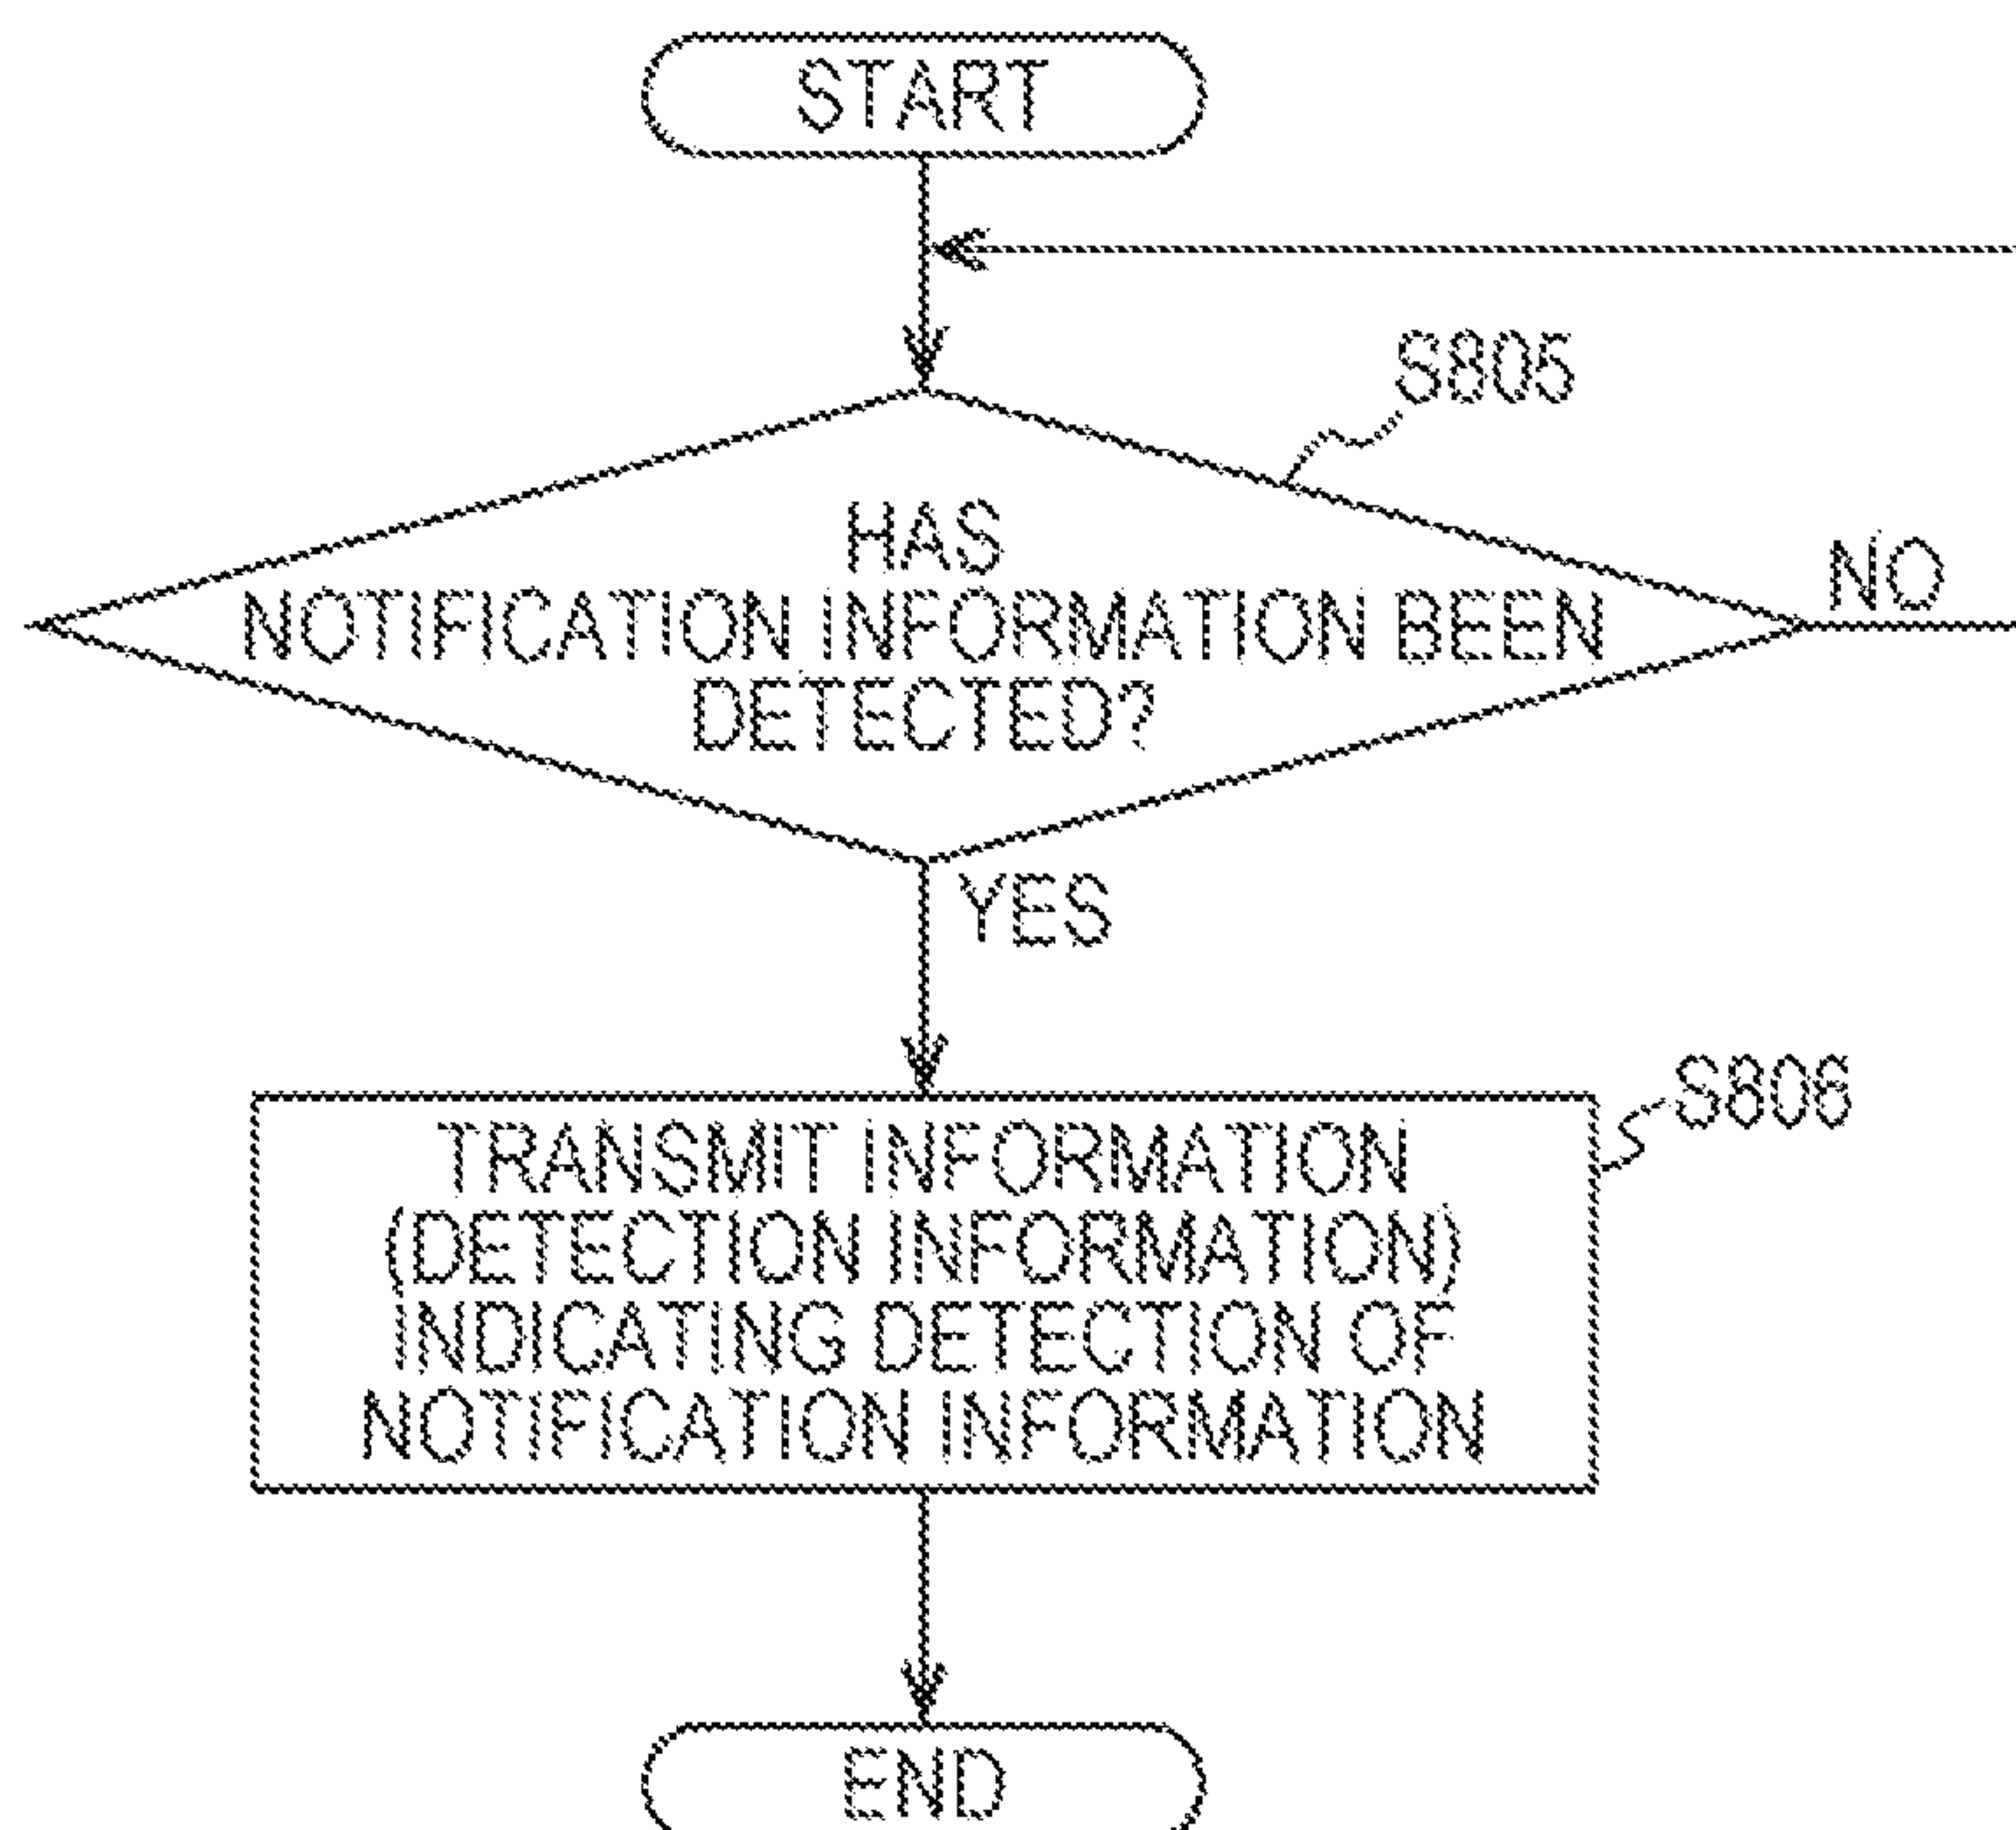 START
S805
HAS
NOTIFICATION INFORMATION BEEN
DETECTED?
NO
YES
S806
TRANSMIT INFORMATION
(DETECTION INFORMATION)
INDICATING DETECTION OF
NOTIFICATION INFORMATION
END